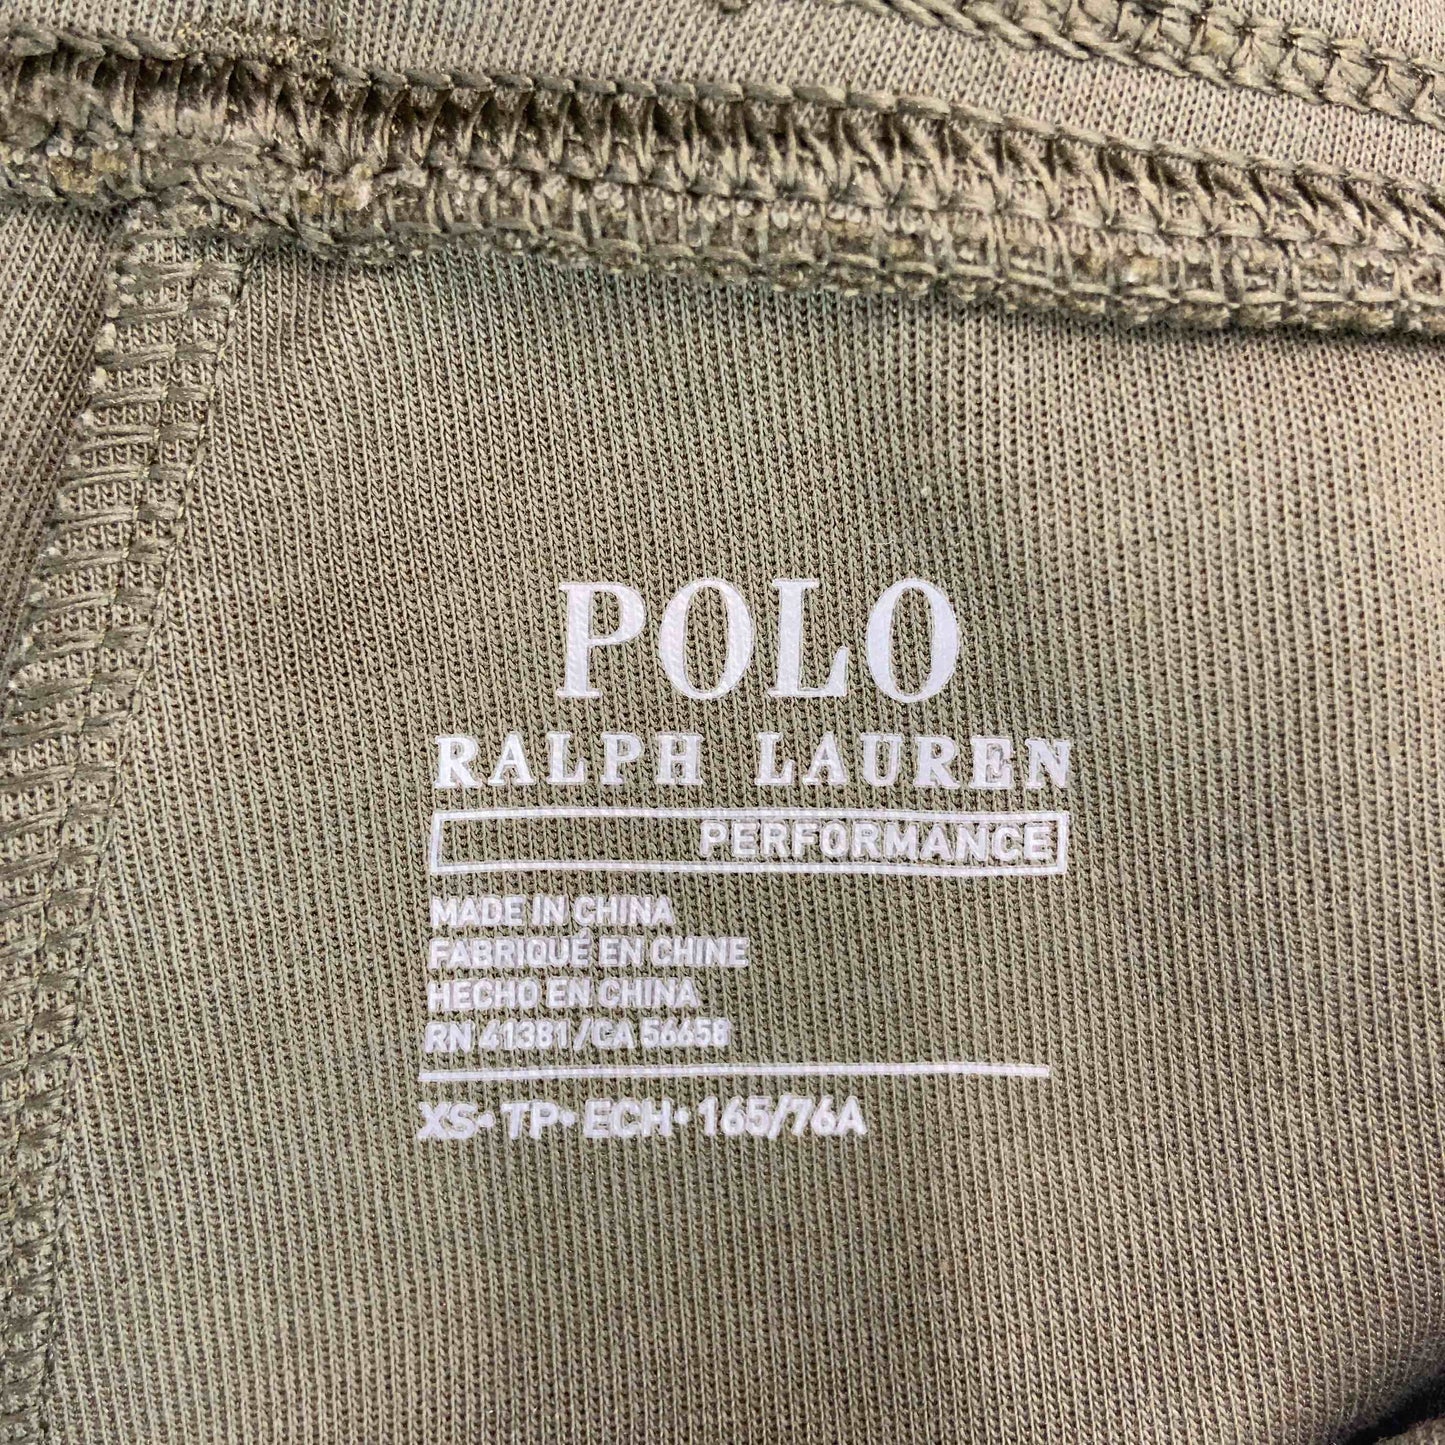 POLO
RALPH LAUREN
PERFORMANCE
MADE IN CHINA
FABRIQUÉ EN CHINE
HECHO EN CHINA
RN 41381/CA 56658
XS• TP• ECH• 165/76A